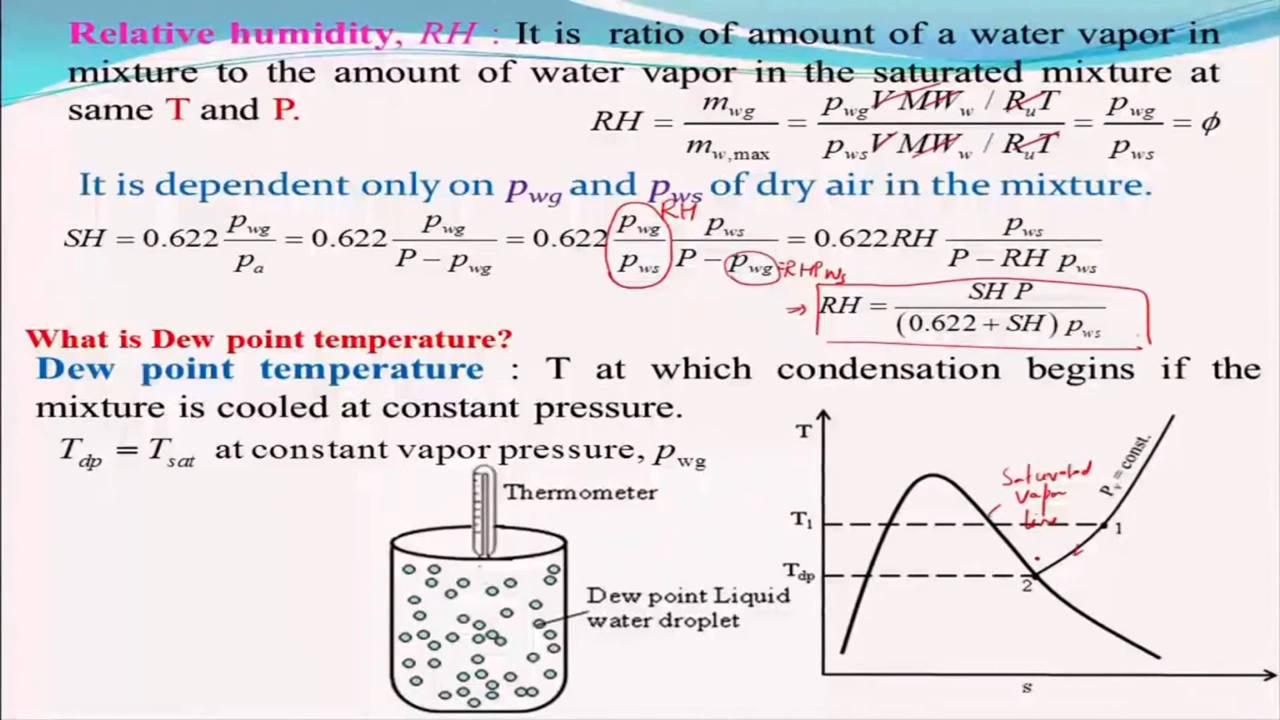 Relative humidity, RH : It is ratio of amount of a water vapor in
mixture to the amount of water vapor in the saturated mixture at
same T and P.
RH = m_wg / m_w,max = (p_wg V MW_w / R_u T) / (p_ws V MW_w / R_u T) = p_wg / p_ws = ϕ
It is dependent only on p_wg and p_ws of dry air in the mixture.
RH
SH = 0.622 p_wg / p_a = 0.622 p_wg / (P − p_wg) = 0.622 (p_wg / p_ws) p_ws / (P − p_wg) = 0.622 RH p_ws / (P − RH p_ws)
=RHPws
→ RH = SH P / ((0.622 + SH) p_ws)
What is Dew point temperature?
Dew point temperature : T at which condensation begins if the
mixture is cooled at constant pressure.
T_dp = T_sat at constant vapor pressure, p_wg
Thermometer
Dew point Liquid
water droplet
T
Saturated
vapor
line
P_v = const.
T_1
1
T_dp
2
s